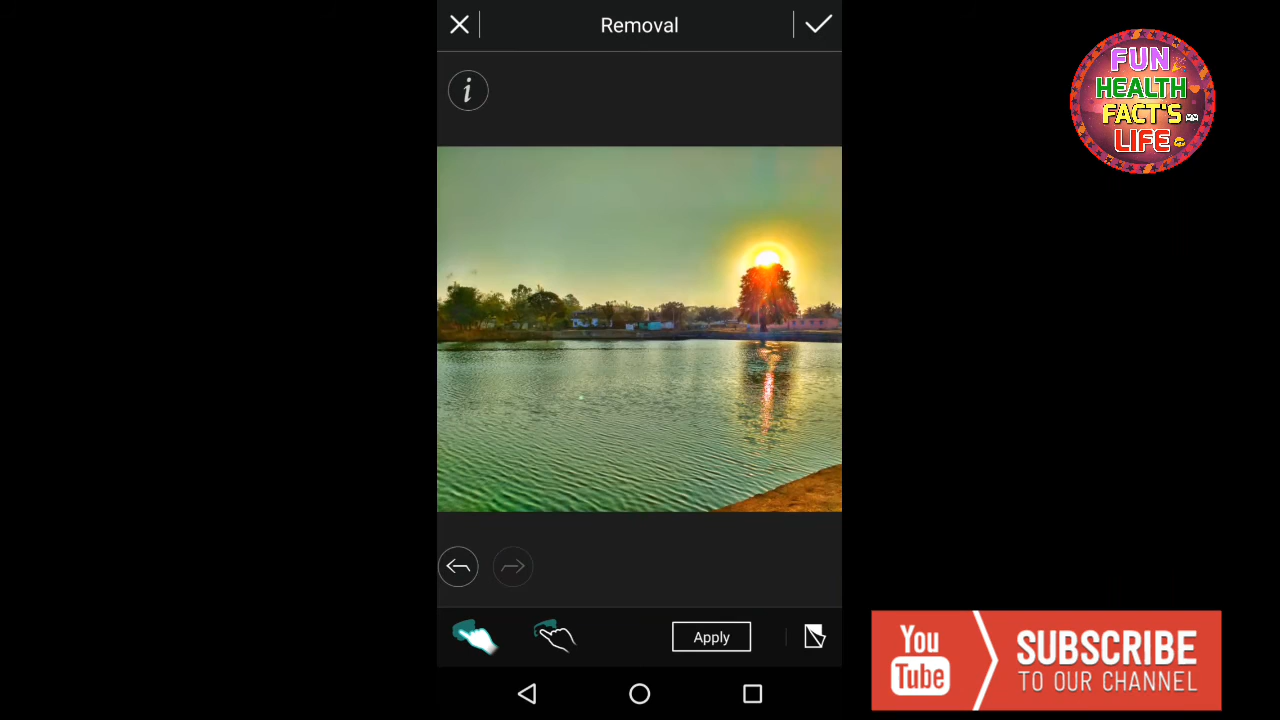 Removal
i
FUN
HEALTH
FACT'S
LIFE
Apply
You
Tube
SUBSCRIBE
TO OUR CHANNEL